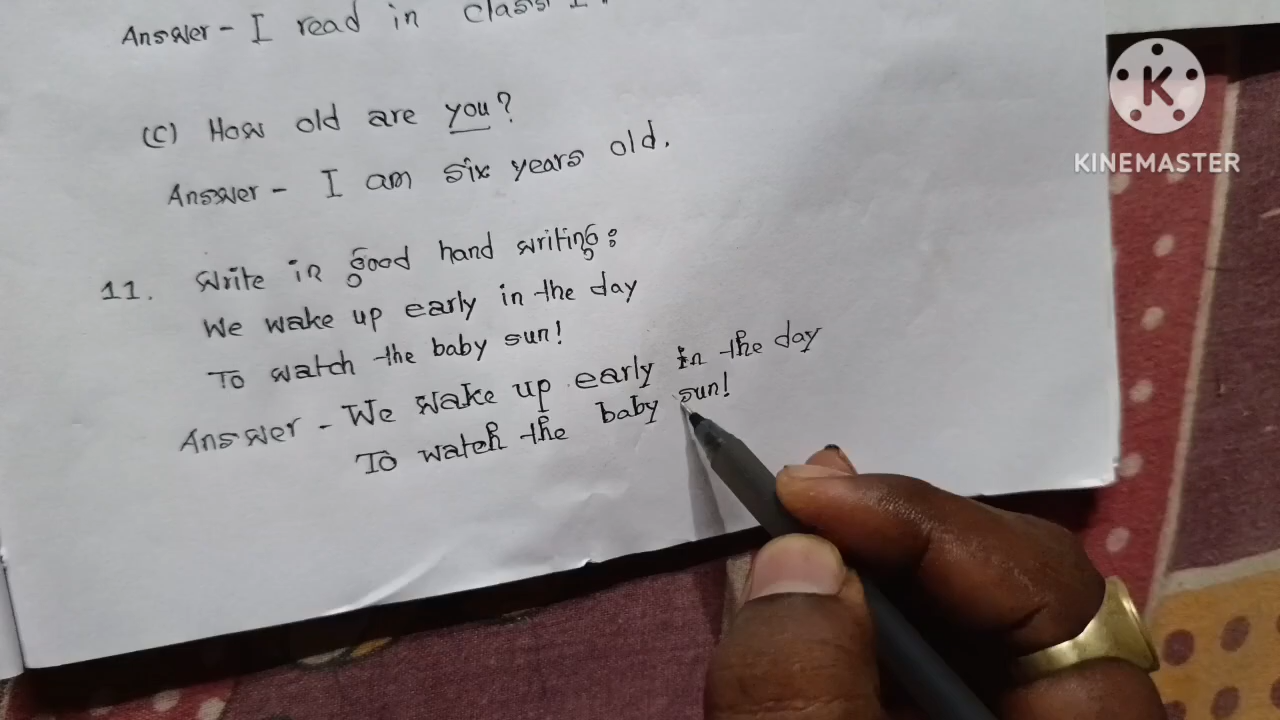 Answer - I read in class I.
(C) How old are you?
Answer - I am six years old.
11. Write in good hand writing:
We wake up early in the day
To watch the baby sun!
Answer - We wake up early in the day
To watch the baby sun!
K
KINEMASTER